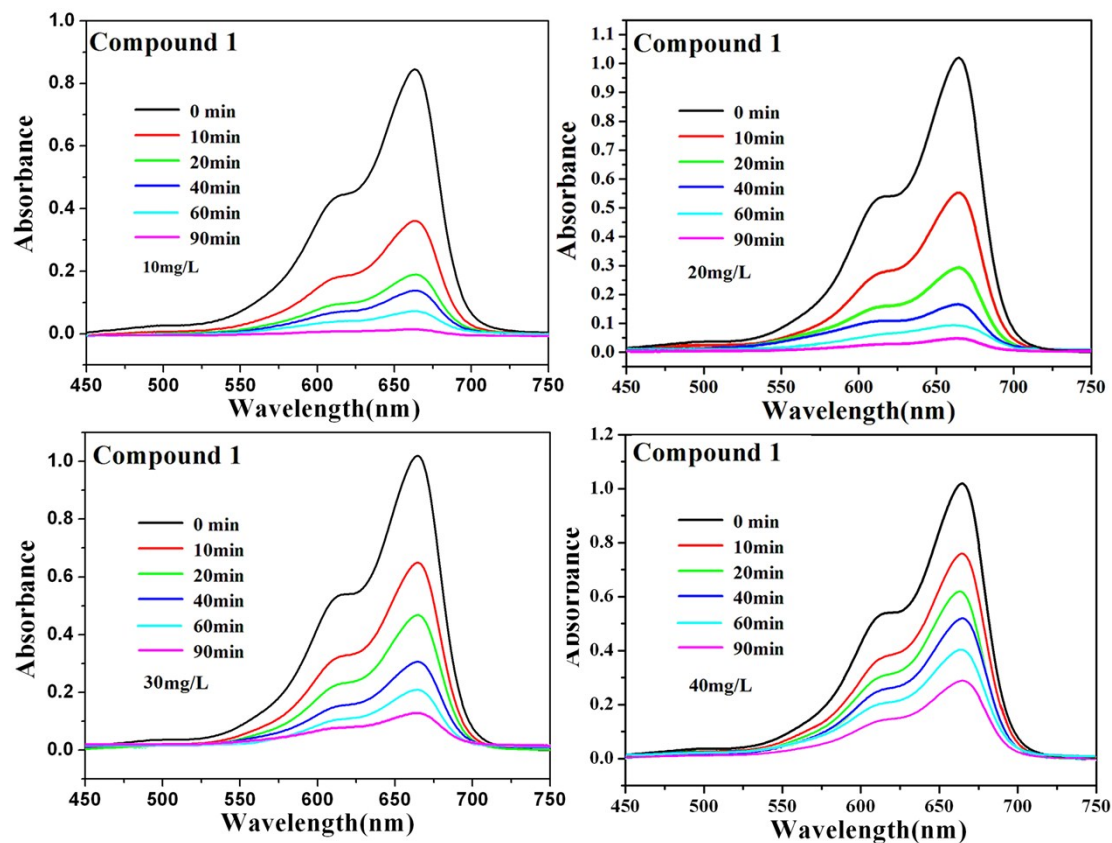 Compound 1
0 min
10min
20min
40min
60min
90min
10mg/L
Absorbance
1.0
0.8
0.6
0.4
0.2
0.0
450 500 550 600 650 700 750
Wavelength(nm)
Compound 1
0 min
10min
20min
40min
60min
90min
20mg/L
Absorbance
1.1
1.0
0.9
0.8
0.7
0.6
0.5
0.4
0.3
0.2
0.1
0.0
450 500 550 600 650 700 750
Wavelength(nm)
Compound 1
0 min
10min
20min
40min
60min
90min
30mg/L
Absorbance
1.0
0.8
0.6
0.4
0.2
0.0
450 500 550 600 650 700 750
Wavelength(nm)
Compound 1
0 min
10min
20min
40min
60min
90min
40mg/L
Absorbance
1.2
1.0
0.8
0.6
0.4
0.2
0.0
450 500 550 600 650 700 750
Wavelength(nm)